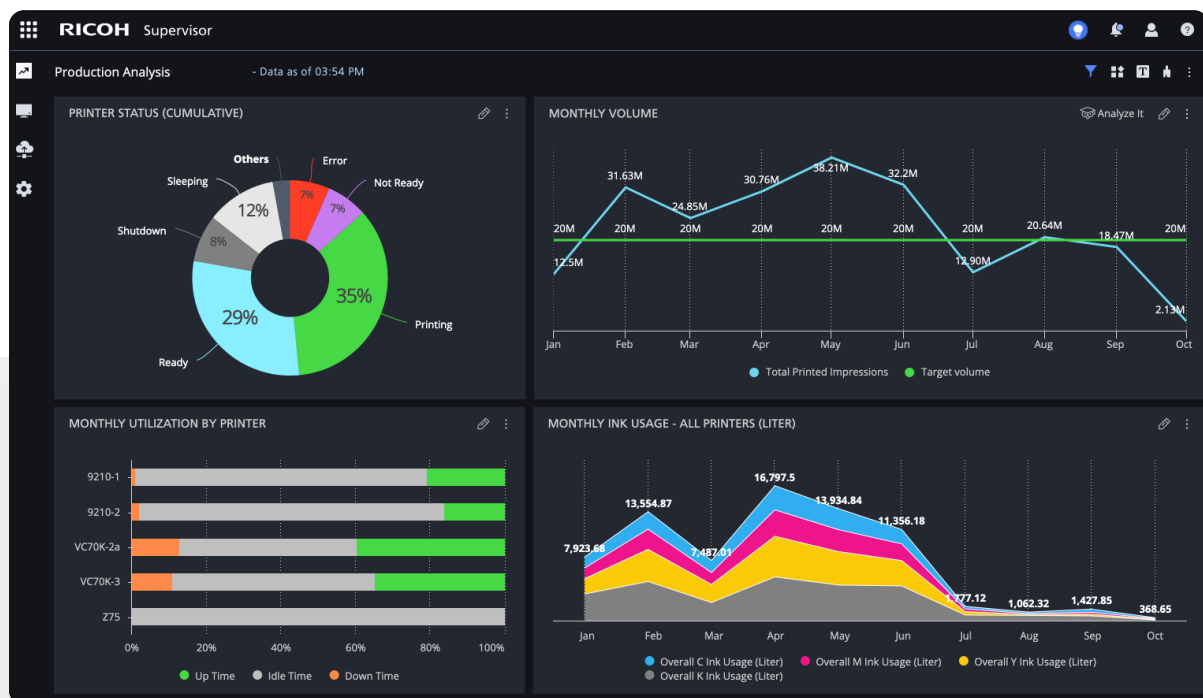 RICOH Supervisor
Production Analysis - Data as of 03:54 PM
PRINTER STATUS (CUMULATIVE)
Others
Error
Sleeping
Not Ready
7%
7%
12%
Shutdown
8%
35%
29%
Printing
Ready
MONTHLY VOLUME
Analyze It
38.21M
31.63M
30.76M
32.2M
24.85M
20M 20M 20M 20M 20M 20M 20M 20.64M 18.47M 20M
12.5M
12.90M
2.13M
Jan Feb Mar Apr May Jun Jul Aug Sep Oct
Total Printed Impressions Target volume
MONTHLY UTILIZATION BY PRINTER
9210-1
9210-2
VC70K-2a
VC70K-3
Z75
0% 20% 40% 60% 80% 100%
Up Time Idle Time Down Time
MONTHLY INK USAGE - ALL PRINTERS (LITER)
16,797.5
13,554.87
13,934.84
11,356.18
7,923.68
7,487.01
1,777.12
1,062.32
1,427.85
368.65
Jan Feb Mar Apr May Jun Jul Aug Sep Oct
Overall C Ink Usage (Liter) Overall M Ink Usage (Liter) Overall Y Ink Usage (Liter)
Overall K Ink Usage (Liter)